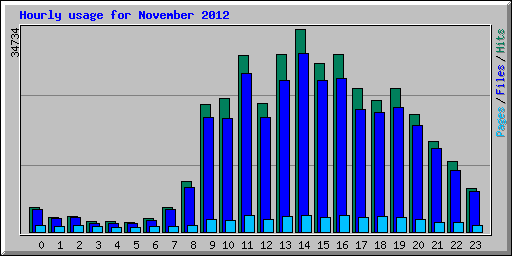 Hourly usage for November 2012
34734
Pages / Files / Hits
0 1 2 3 4 5 6 7 8 9 10 11 12 13 14 15 16 17 18 19 20 21 22 23